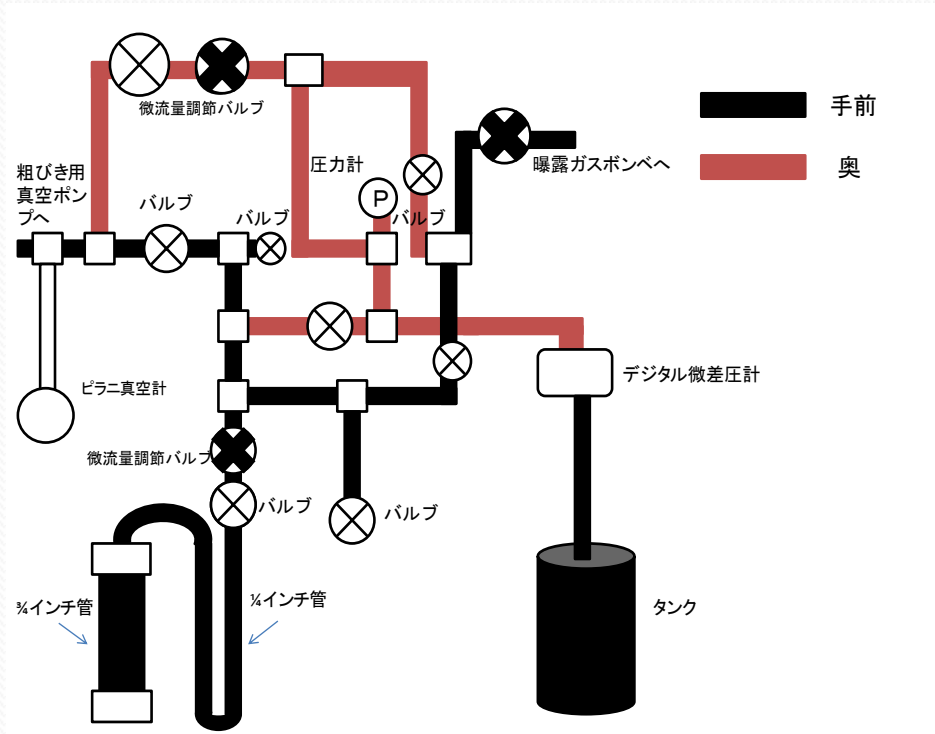 微流量調節バルブ
手前
奥
粗びき用
真空ポン
プへ
バルブ
バルブ
圧力計
P
バルブ
曝露ガスボンベへ
ピラニ真空計
デジタル微差圧計
微流量調節バルブ
バルブ
バルブ
¾インチ管
¼インチ管
タンク